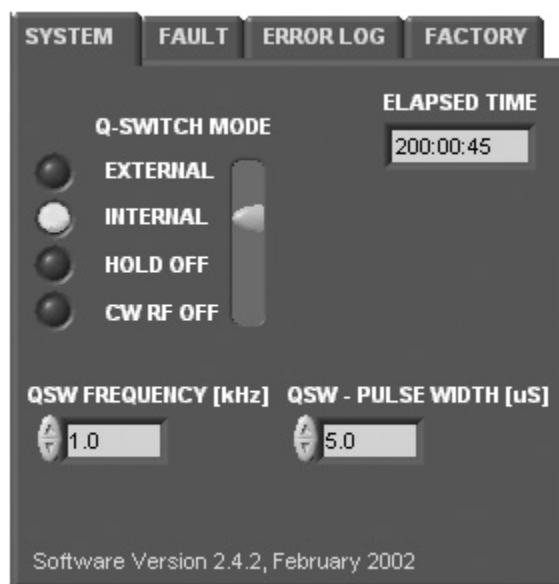 SYSTEM FAULT ERROR LOG FACTORY
ELAPSED TIME
200:00:45
Q-SWITCH MODE
EXTERNAL
INTERNAL
HOLD OFF
CW RF OFF
QSW FREQUENCY [kHz] QSW - PULSE WIDTH [uS]
1.0 5.0
Software Version 2.4.2, February 2002